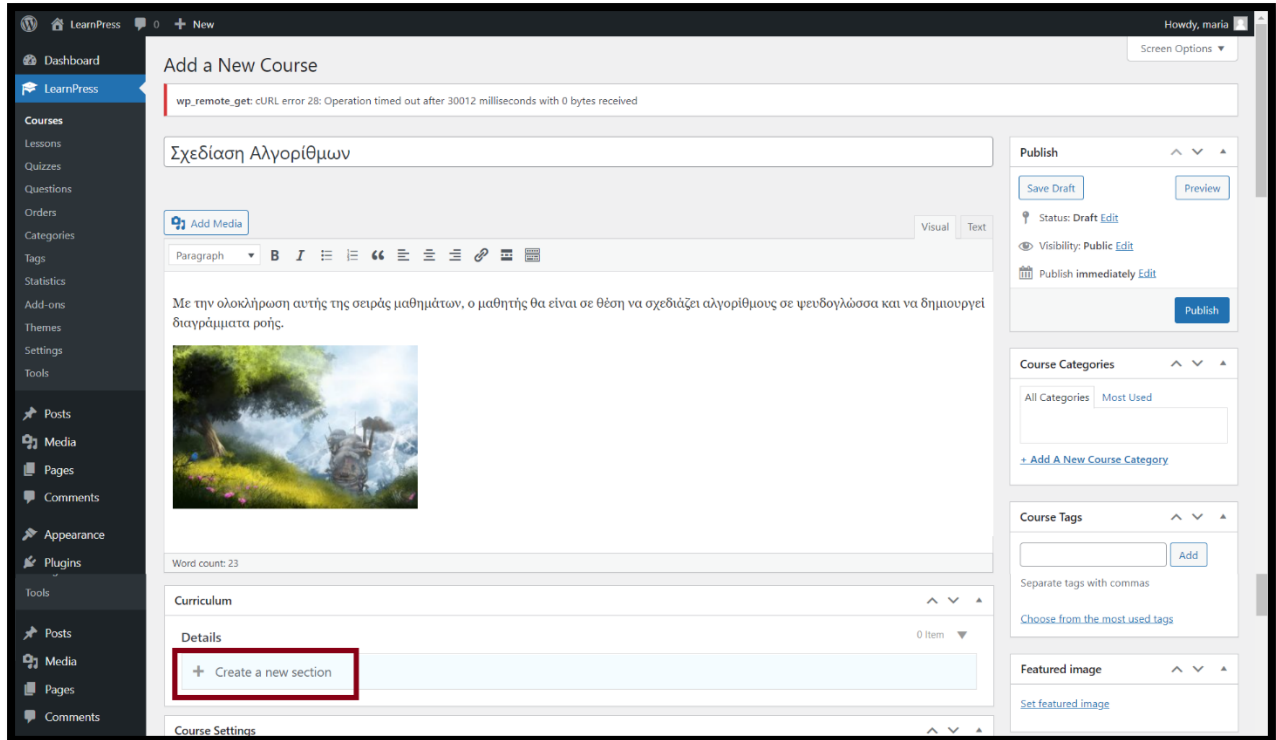 LearnPress 0 + New Howdy, maria
Screen Options ▼
Dashboard
LearnPress
Courses
Lessons
Quizzes
Questions
Orders
Categories
Tags
Statistics
Add-ons
Themes
Settings
Tools
Posts
Media
Pages
Comments
Appearance
Plugins
Tools
Posts
Media
Pages
Comments
Add a New Course
wp_remote_get: cURL error 28: Operation timed out after 30012 milliseconds with 0 bytes received
Σχεδίαση Αλγορίθμων
Add Media
Visual Text
Paragraph ▼ B I
Με την ολοκλήρωση αυτής της σειράς μαθημάτων, ο μαθητής θα είναι σε θέση να σχεδιάζει αλγορίθμους σε ψευδογλώσσα και να δημιουργεί
διαγράμματα ροής.
Word count: 23
Curriculum
Details 0 Item ▼
+ Create a new section
Course Settings
Publish
Save Draft Preview
Status: Draft Edit
Visibility: Public Edit
Publish immediately Edit
Publish
Course Categories
All Categories Most Used
+ Add A New Course Category
Course Tags
Add
Separate tags with commas
Choose from the most used tags
Featured image
Set featured image